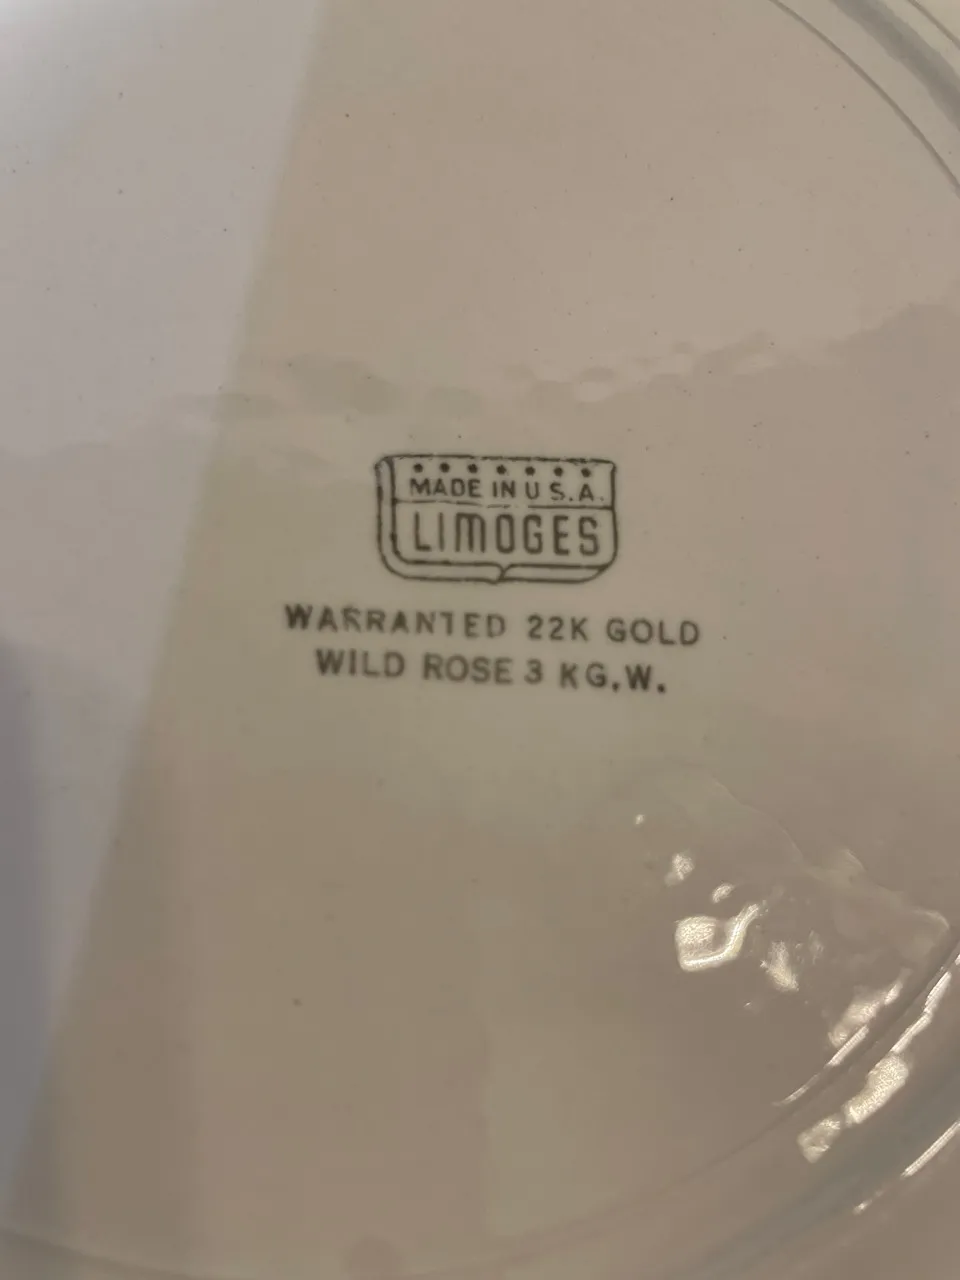 MADE IN U.S.A.
LIMOGES
WARRANTED 22K GOLD
WILD ROSE 3 KG.W.